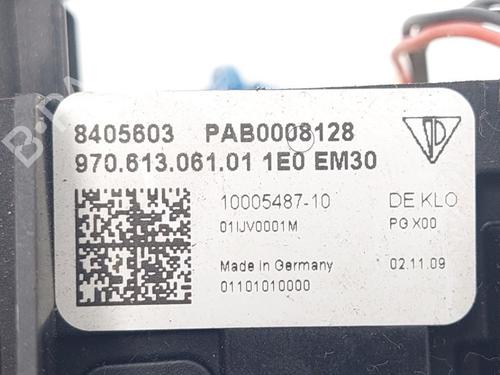 8405603 PAB0008128
970.613.061.01 1E0 EM30
10005487-10 DE KLO
01IJV0001M PG X00
Made in Germany 02.11.09
01101010000